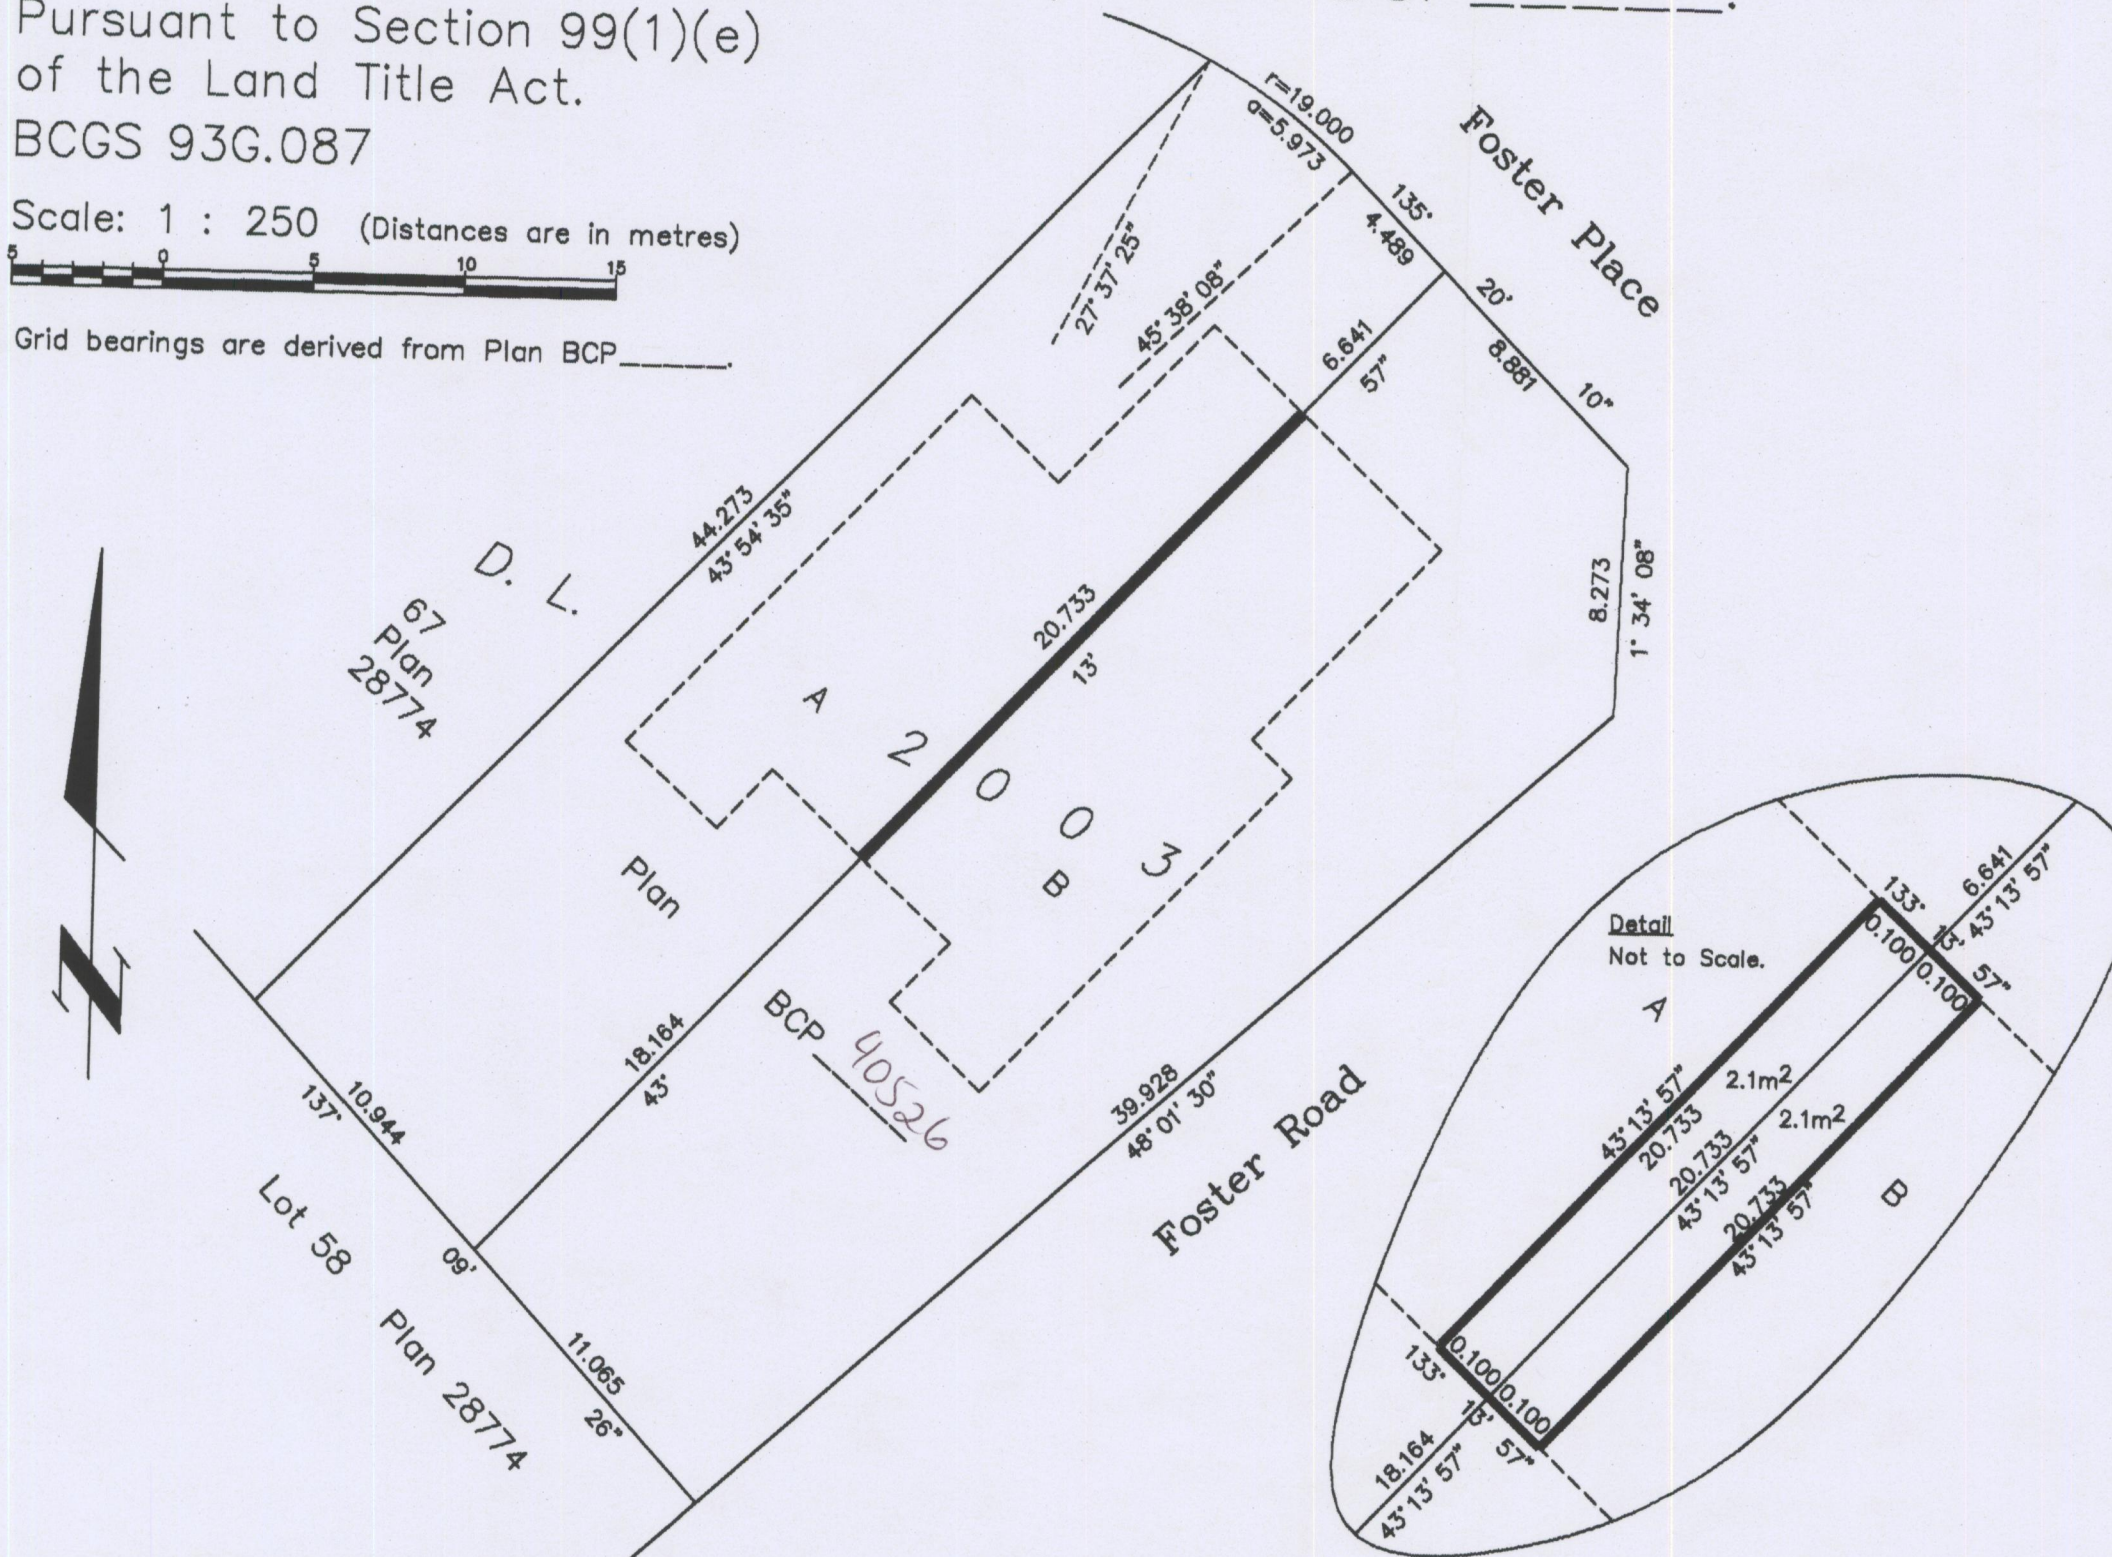 Pursuant to Section 99(1)(e)
of the Land Title Act.
BCGS 93G.087
Scale: 1 : 250 (Distances are in metres)
5 0 5 10 15
Grid bearings are derived from Plan BCP______.
r=19.000
a=5.973
Foster Place
135°
4.489
20'
8.881
10"
27° 37' 25"
45° 38' 08"
6.641
57"
44.273
43° 54' 35"
D. L.
67
Plan
28774
20.733
13'
8.273
1° 34' 08"
A
2003
B
Plan
BCP 40526
18.164
43°
10.944
137°
09'
11.065
26"
Lot 58 Plan 28774
39.928
48° 01' 30"
Foster Road
N
Detail
Not to Scale.
A
133°
13'
57"
6.641
43° 13' 57"
0.100
0.100
2.1m2
2.1m2
43° 13' 57"
20.733
20.733
43° 13' 57"
20.733
43° 13' 57"
B
0.100
0.100
133°
13'
57"
18.164
43° 13' 57"